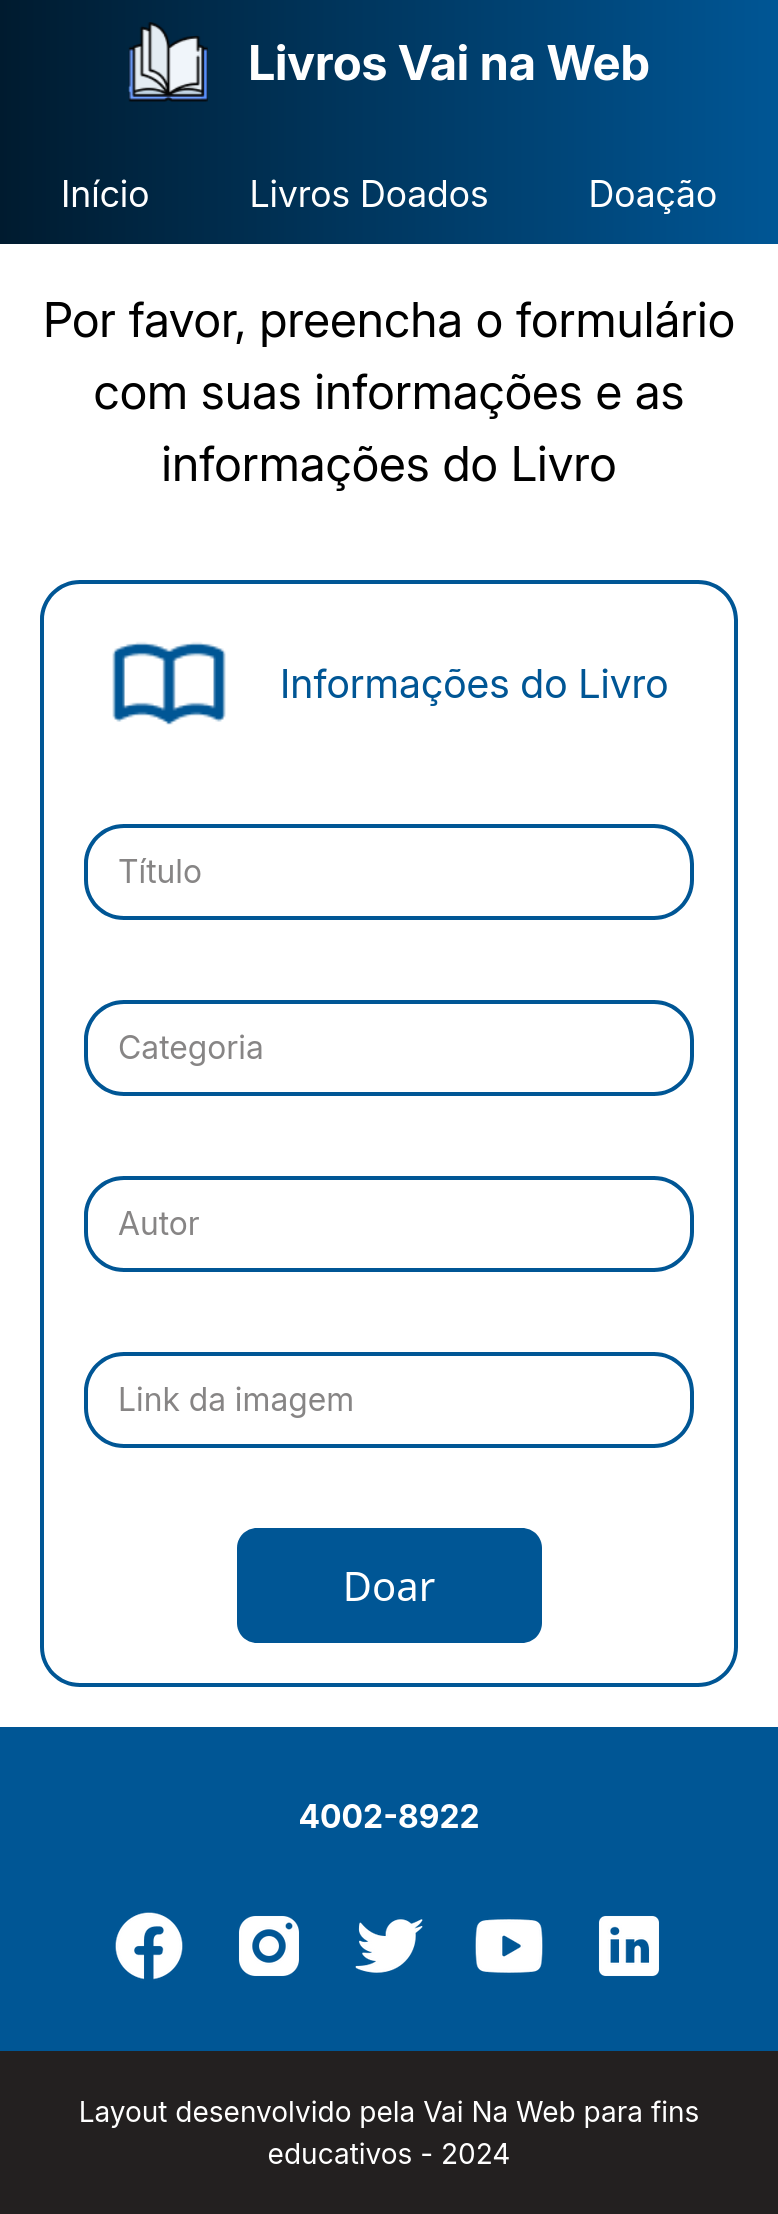 Livros Vai na Web
Início Livros Doados Doação
Por favor, preencha o formulário
com suas informações e as
informações do Livro
Informações do Livro
Título
Categoria
Autor
Link da imagem
Doar
4002-8922
Layout desenvolvido pela Vai Na Web para fins
educativos - 2024